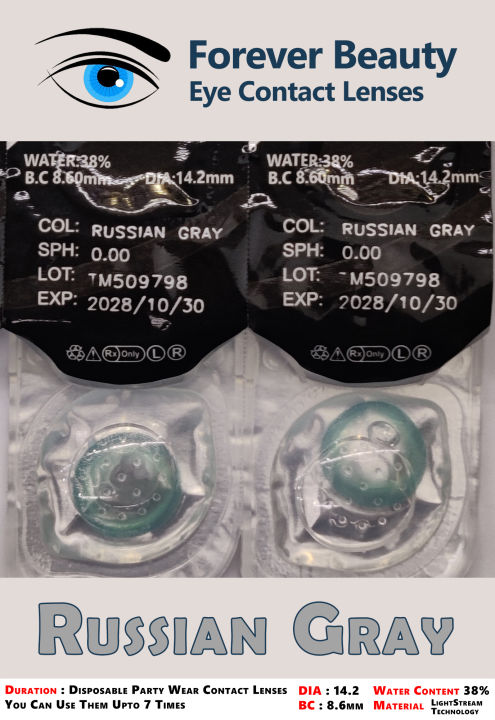 Forever Beauty
Eye Contact Lenses
WATER:38%
B.C 8.60mm DIA:14.2mm
COL: RUSSIAN GRAY
SPH: 0.00
LOT: TM509798
EXP: 2028/10/30
Rx Only L R
WATER:38%
B.C 8.60mm DIA:14.2mm
COL: RUSSIAN GRAY
SPH: 0.00
LOT: TM509798
EXP: 2028/10/30
Rx Only L R
RUSSIAN GRAY
DURATION : DISPOSABLE PARTY WEAR CONTACT LENSES
YOU CAN USE THEM UPTO 7 TIMES
DIA : 14.2
BC : 8.6MM
WATER CONTENT 38%
MATERIAL LIGHTSTREAM
TECHNOLOGY